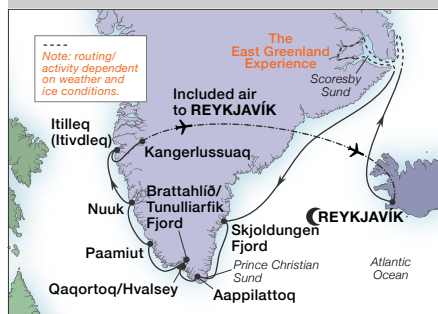 Note: routing/
activity dependent
on weather and
ice conditions.
The
East Greenland
Experience
Scoresby
Sund
Included air
to REYKJAVÍK
Itilleq
(Itivdleq)
Kangerlussuaq
Brattahlíð/
Tunulliarfik
Fjord
Nuuk
REYKJAVÍK
Skjoldungen
Fjord
Paamiut
Prince Christian
Sund
Atlantic
Ocean
Qaqortoq/Hvalsey
Aappilattoq